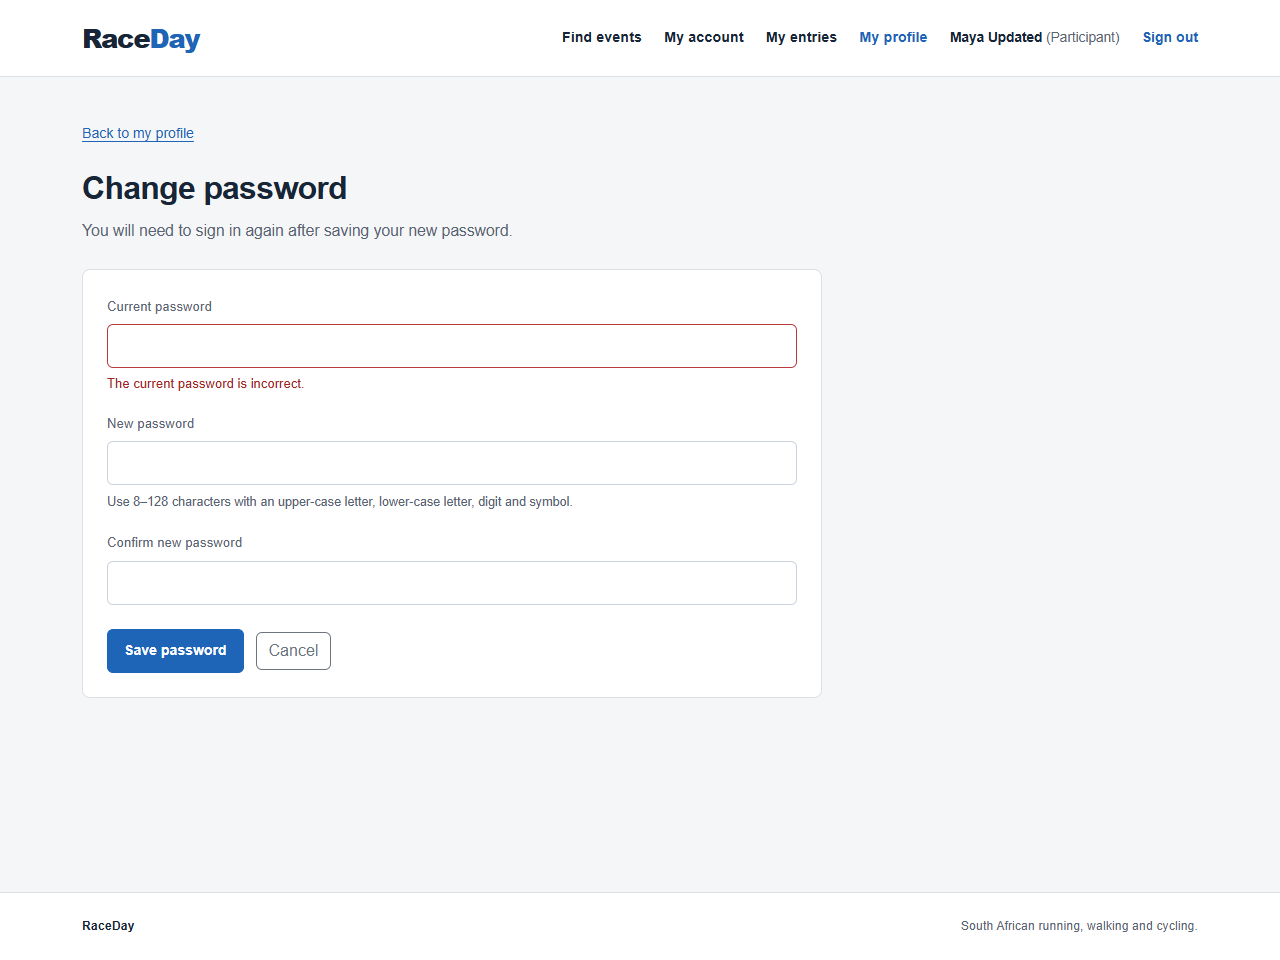 RaceDay
Find events My account My entries My profile Maya Updated (Participant) Sign out
Back to my profile
Change password
You will need to sign in again after saving your new password.
Current password
The current password is incorrect.
New password
Use 8–128 characters with an upper-case letter, lower-case letter, digit and symbol.
Confirm new password
Save password Cancel
RaceDay South African running, walking and cycling.